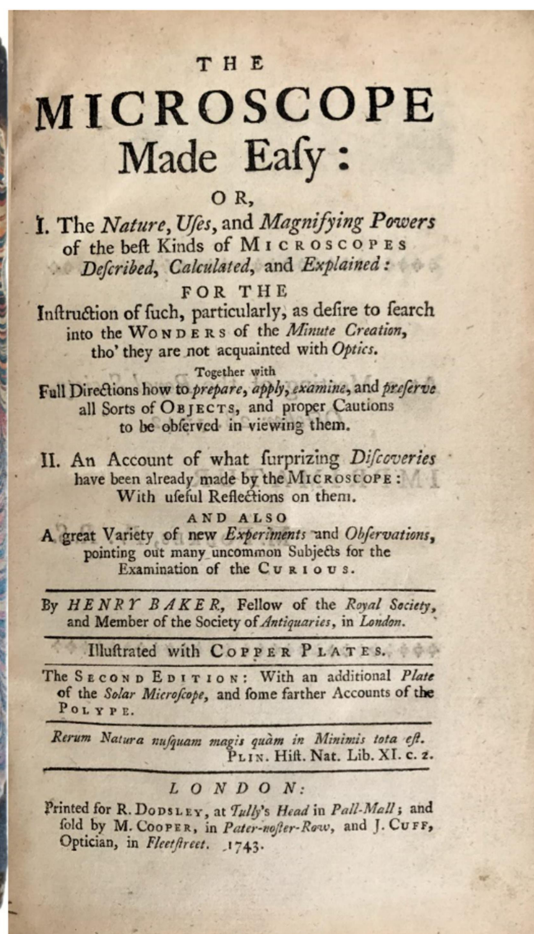 THE
MICROSCOPE
Made Eaſy:
OR,
I. The Nature, Uſes, and Magnifying Powers
of the beſt Kinds of MICROSCOPES
Deſcribed, Calculated, and Explained:
FOR THE
Inſtruction of ſuch, particularly, as deſire to ſearch
into the WONDERS of the Minute Creation,
tho' they are not acquainted with Optics.
Together with
Full Directions how to prepare, apply, examine, and preſerve
all Sorts of OBJECTS, and proper Cautions
to be obſerved in viewing them.
II. An Account of what ſurprizing Diſcoveries
have been already made by the MICROSCOPE:
With uſeful Reflections on them.
AND ALSO
A great Variety of new Experiments and Obſervations,
pointing out many uncommon Subjects for the
Examination of the CURIOUS.
By HENRY BAKER, Fellow of the Royal Society,
and Member of the Society of Antiquaries, in London.
Illuſtrated with COPPER PLATES.
The SECOND EDITION: With an additional Plate
of the Solar Microſcope, and ſome farther Accounts of the
POLYPE.
Rerum Natura nuſquam magis quàm in Minimis tota eſt.
PLIN. Hiſt. Nat. Lib. XI. c. 2.
LONDON:
Printed for R. DODSLEY, at Tully's Head in Pall-Mall; and
ſold by M. COOPER, in Pater-noſter-Row, and J. CUFF,
Optician, in Fleetſtreet. 1743.